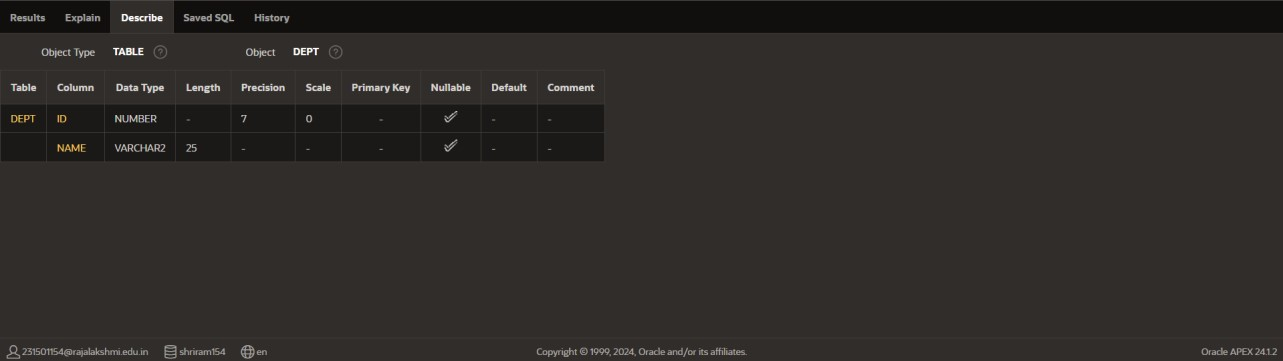 Results Explain Describe Saved SQL History
Object Type TABLE ? Object DEPT ?
Table Column Data Type Length Precision Scale Primary Key Nullable Default Comment
DEPT ID NUMBER - 7 0 - - -
NAME VARCHAR2 25 - - - - -
231501154@rajalakshmi.edu.in shriram154 en Copyright © 1999, 2024, Oracle and/or its affiliates. Oracle APEX 24.1.2